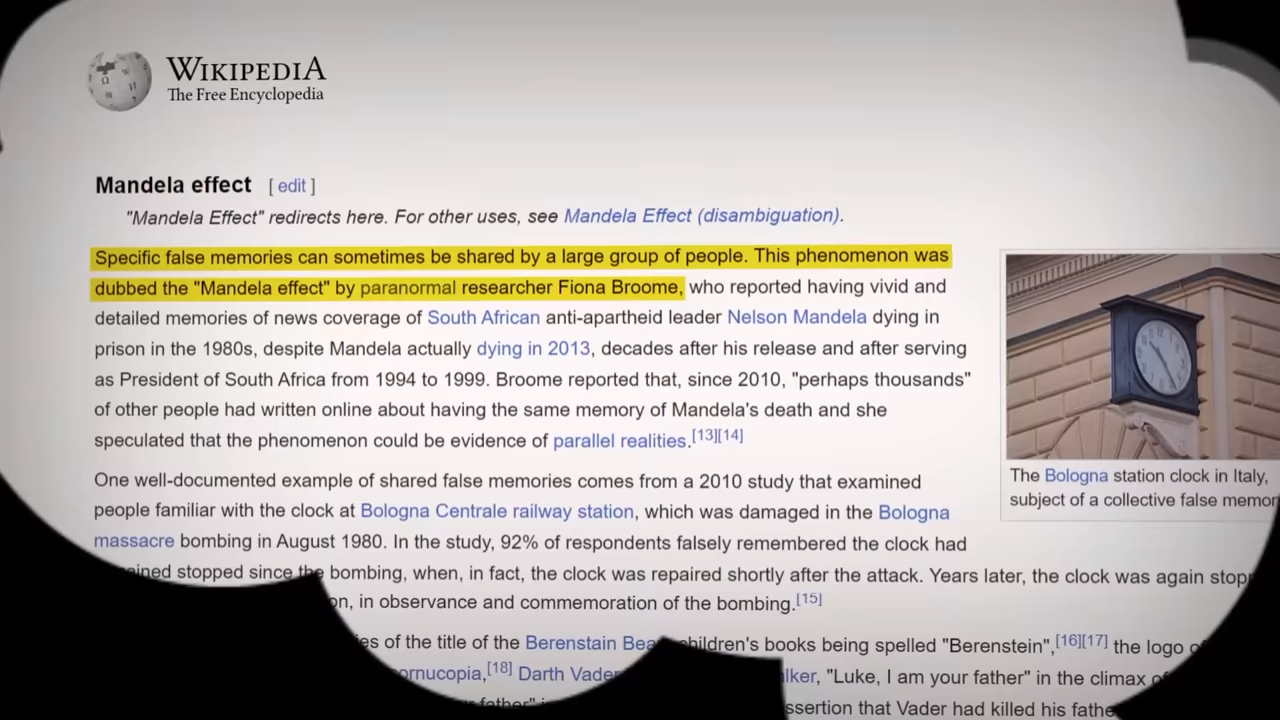 WIKIPEDIA
The Free Encyclopedia
Mandela effect [ edit ]
"Mandela Effect" redirects here. For other uses, see Mandela Effect (disambiguation).
Specific false memories can sometimes be shared by a large group of people. This phenomenon was
dubbed the "Mandela effect" by paranormal researcher Fiona Broome, who reported having vivid and
detailed memories of news coverage of South African anti-apartheid leader Nelson Mandela dying in
prison in the 1980s, despite Mandela actually dying in 2013, decades after his release and after serving
as President of South Africa from 1994 to 1999. Broome reported that, since 2010, "perhaps thousands"
of other people had written online about having the same memory of Mandela's death and she
speculated that the phenomenon could be evidence of parallel realities.[13][14]
The Bologna station clock in Italy,
subject of a collective false memor
One well-documented example of shared false memories comes from a 2010 study that examined
people familiar with the clock at Bologna Centrale railway station, which was damaged in the Bologna
massacre bombing in August 1980. In the study, 92% of respondents falsely remembered the clock had
stopped since the bombing, when, in fact, the clock was repaired shortly after the attack. Years later, the clock was again
in observance and commemoration of the bombing.[15]
of the title of the Berenstain children's books being spelled "Berenstein",[16][17] the logo
[18] Darth Vader "Luke, I am your father" in the climax
father" that Vader had killed his